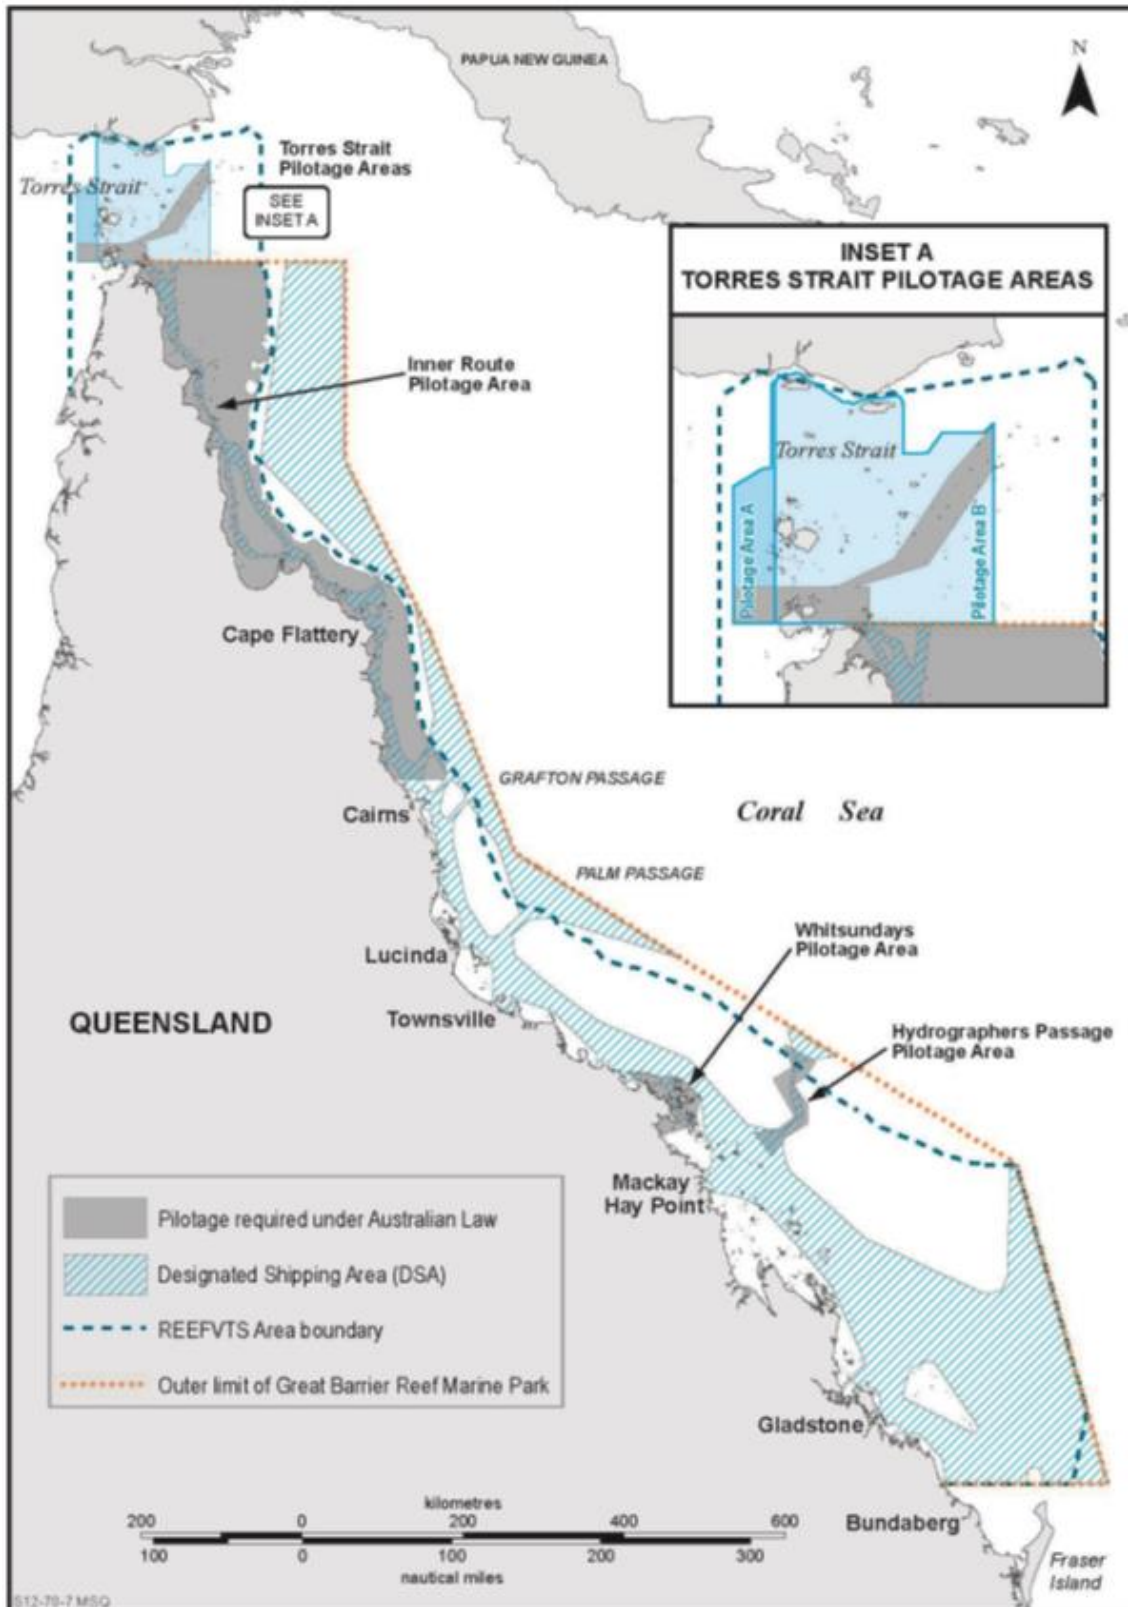 PAPUA NEW GUINEA
N
Torres Strait
Pilotage Areas
Torres Strait
SEE
INSET A
INSET A
TORRES STRAIT PILOTAGE AREAS
Inner Route
Pilotage Area
Torres Strait
Pilotage Area A
Pilotage Area B
Cape Flattery
GRAFTON PASSAGE
Cairns
Coral Sea
PALM PASSAGE
Whitsundays
Pilotage Area
Lucinda
QUEENSLAND
Townsville
Hydrographers Passage
Pilotage Area
Mackay
Hay Point
Pilotage required under Australian Law
Designated Shipping Area (DSA)
REEFVTS Area boundary
Outer limit of Great Barrier Reef Marine Park
Gladstone
kilometres
200 0 200 400 600
100 0 100 200 300
nautical miles
Bundaberg
Fraser
Island
S12-70-7 MSQ